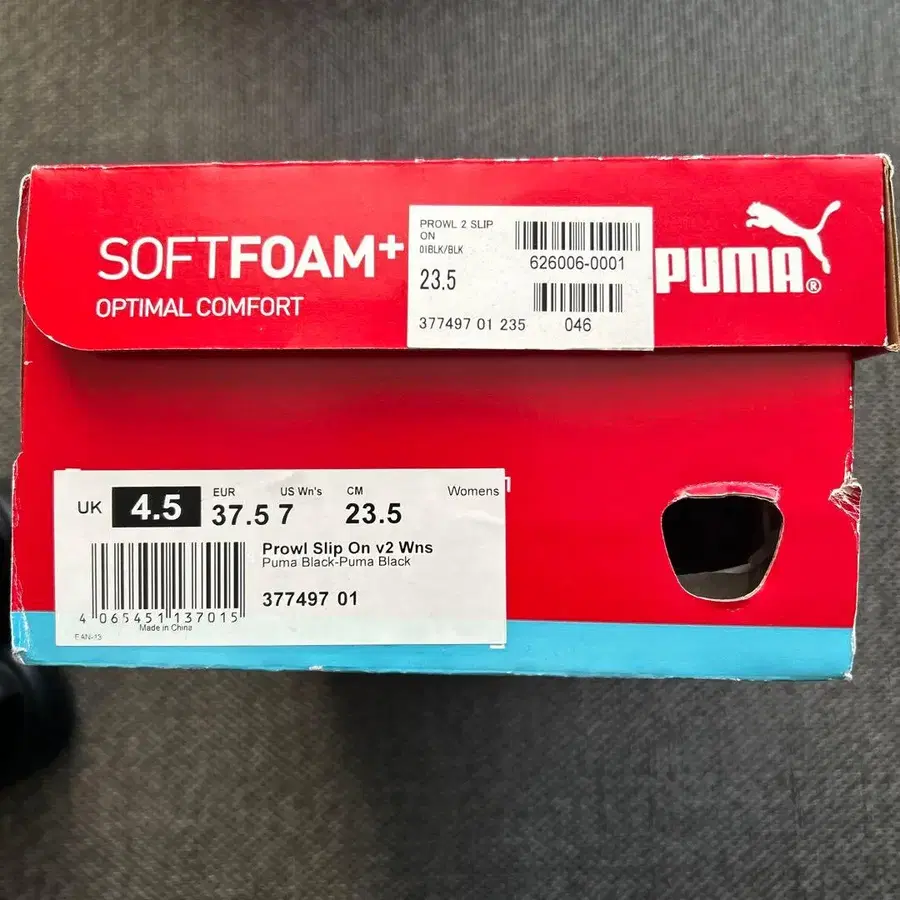 SOFTFOAM+
OPTIMAL COMFORT
PROWL 2 SLIP
ON
01BLK/BLK
626006-0001
23.5
377497 01 235 046
PUMA®
UK 4.5 EUR 37.5 US Wn's 7 CM 23.5 Womens
Prowl Slip On v2 Wns
Puma Black-Puma Black
377497 01
4 065451 137015
Made in China
EAN-13